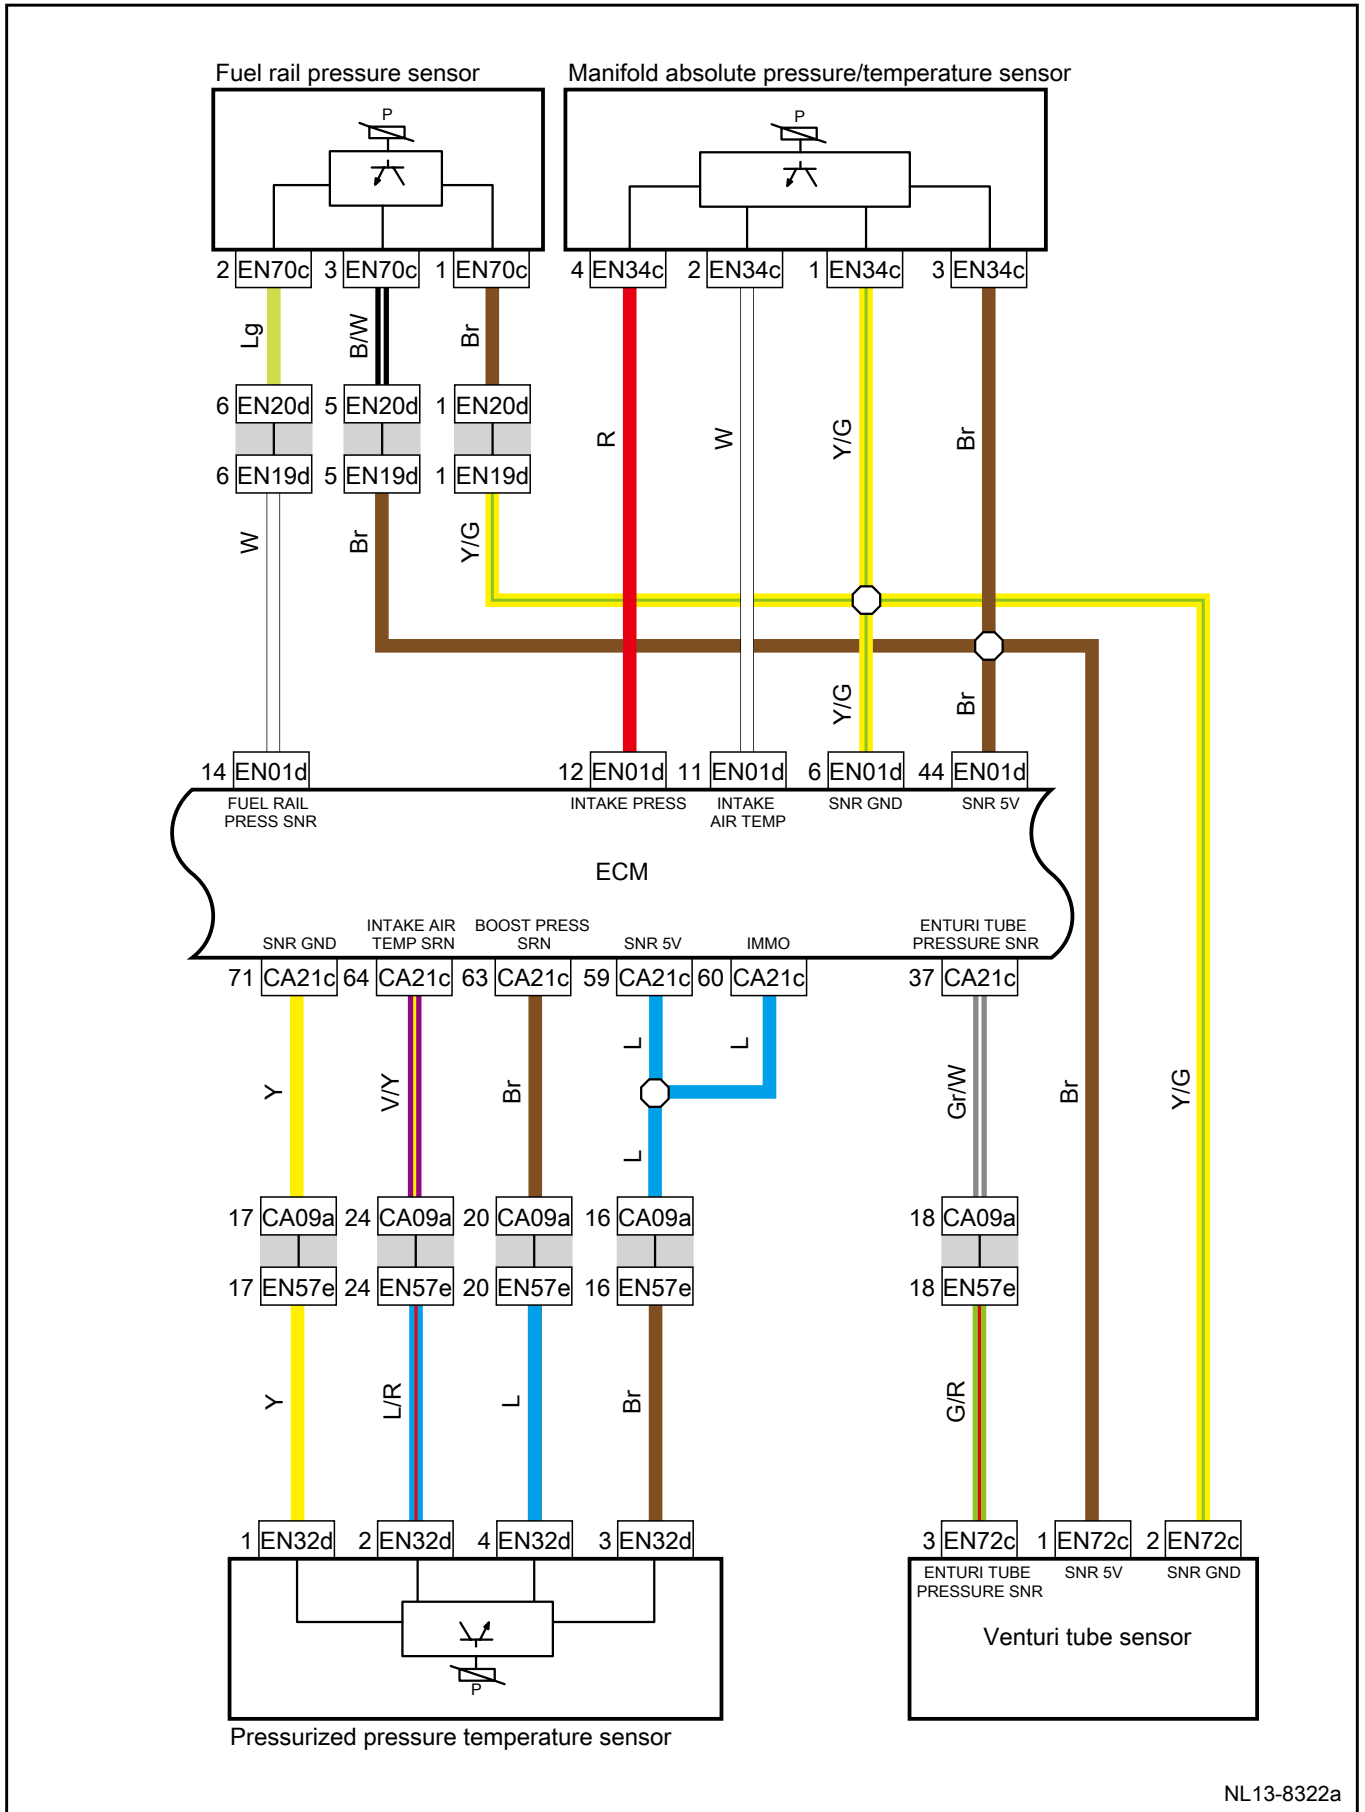 Fuel rail pressure sensor
Manifold absolute pressure/temperature sensor
P
P
2 EN70c 3 EN70c 1 EN70c 4 EN34c 2 EN34c 1 EN34c 3 EN34c
Lg B/W Br
6 EN20d 5 EN20d 1 EN20d
R W Y/G Br
6 EN19d 5 EN19d 1 EN19d
W Br Y/G
Y/G Br
14 EN01d 12 EN01d 11 EN01d 6 EN01d 44 EN01d
FUEL RAIL
PRESS SNR
INTAKE PRESS
INTAKE
AIR TEMP
SNR GND
SNR 5V
ECM
SNR GND
INTAKE AIR
TEMP SRN
BOOST PRESS
SRN
SNR 5V
IMMO
ENTURI TUBE
PRESSURE SNR
71 CA21c 64 CA21c 63 CA21c 59 CA21c 60 CA21c 37 CA21c
L L
Y V/Y Br Gr/W Br Y/G
L
17 CA09a 24 CA09a 20 CA09a 16 CA09a 18 CA09a
17 EN57e 24 EN57e 20 EN57e 16 EN57e 18 EN57e
Y L/R L Br G/R
1 EN32d 2 EN32d 4 EN32d 3 EN32d 3 EN72c 1 EN72c 2 EN72c
ENTURI TUBE
PRESSURE SNR
SNR 5V
SNR GND
Venturi tube sensor
P
Pressurized pressure temperature sensor
NL13-8322a